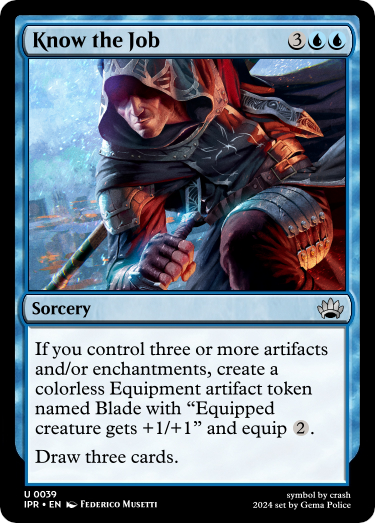 Know the Job 3
Sorcery
If you control three or more artifacts
and/or enchantments, create a
colorless Equipment artifact token
named Blade with “Equipped
creature gets +1/+1” and equip 2.
Draw three cards.
U 0039
IPR • EN Federico Musetti
symbol by crash
2024 set by Gema Police